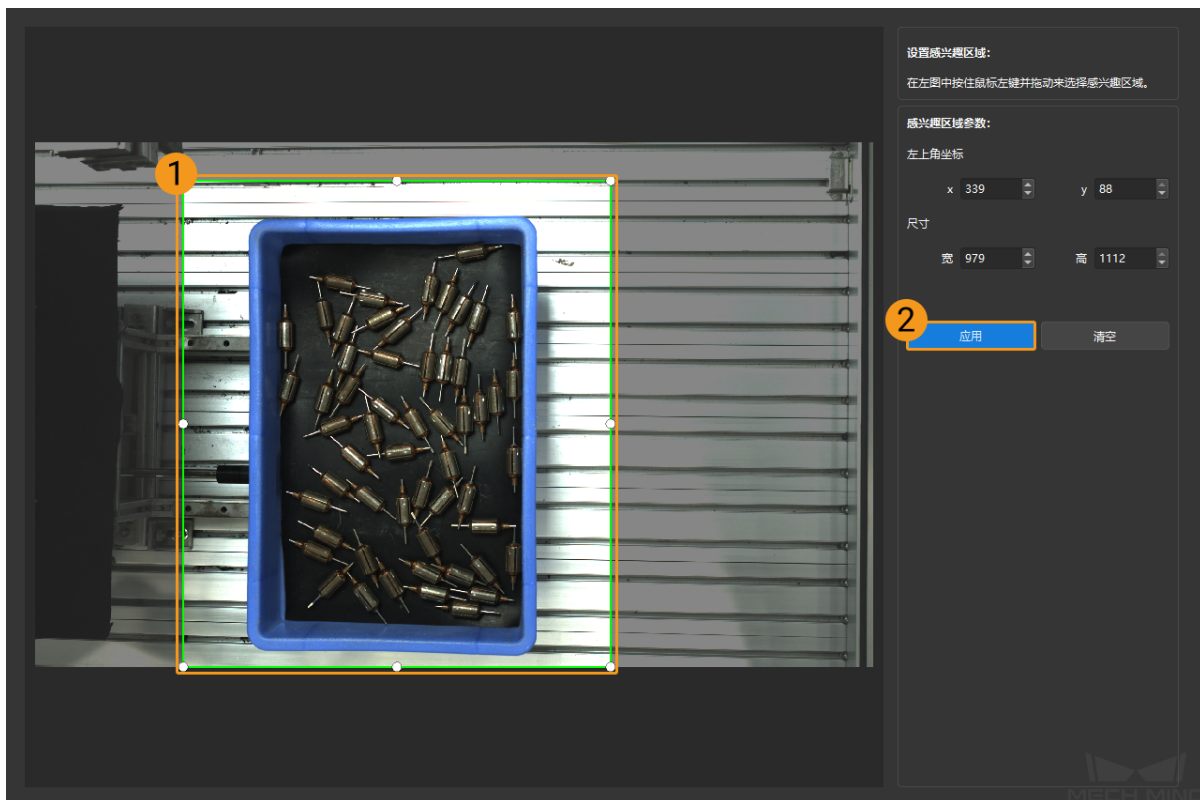 1
设置感兴趣区域:
在左图中按住鼠标左键并拖动来选择感兴趣区域。
感兴趣区域参数:
左上角坐标
x 339 y 88
尺寸
宽 979 高 1112
2
应用 清空
MECH MIND